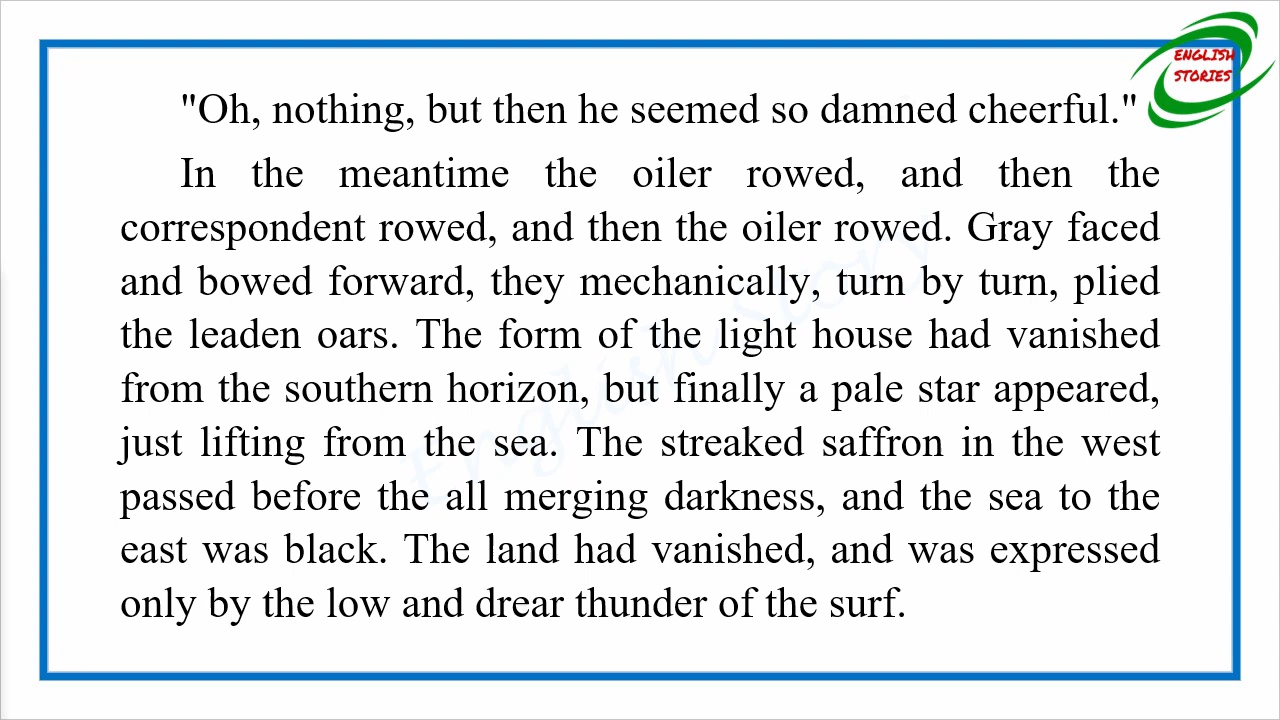 ENGLISH
STORIES
"Oh, nothing, but then he seemed so damned cheerful."
In the meantime the oiler rowed, and then the
correspondent rowed, and then the oiler rowed. Gray faced
and bowed forward, they mechanically, turn by turn, plied
the leaden oars. The form of the light house had vanished
from the southern horizon, but finally a pale star appeared,
just lifting from the sea. The streaked saffron in the west
passed before the all merging darkness, and the sea to the
east was black. The land had vanished, and was expressed
only by the low and drear thunder of the surf.
English Story